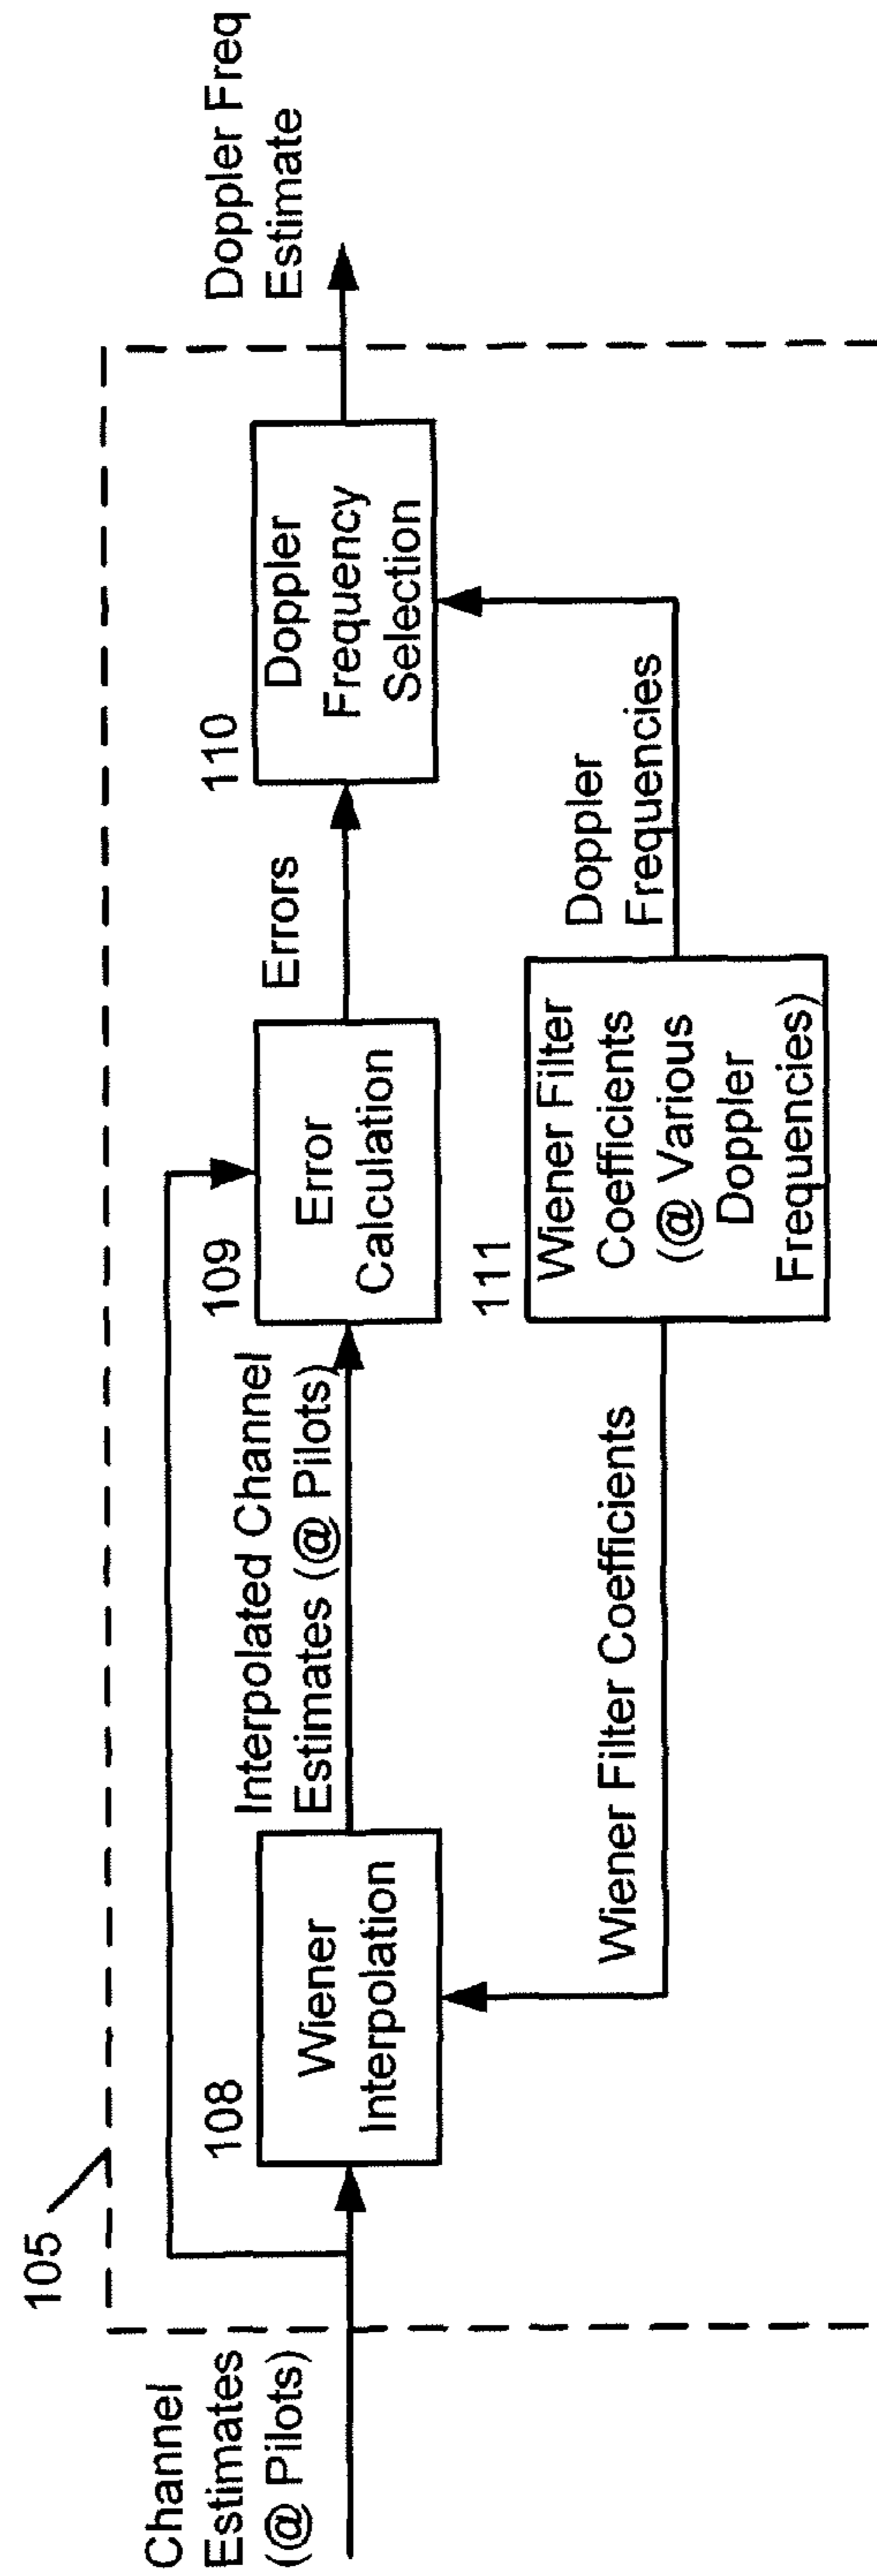 105
Channel
Estimates
(@ Pilots)
108
Wiener
Interpolation
Interpolated Channel
Estimates (@ Pilots)
109
Error
Calculation
Errors
110
Doppler
Frequency
Selection
Doppler Freq
Estimate
Wiener Filter Coefficients
111
Wiener Filter
Coefficients
(@ Various
Doppler
Frequencies)
Doppler
Frequencies